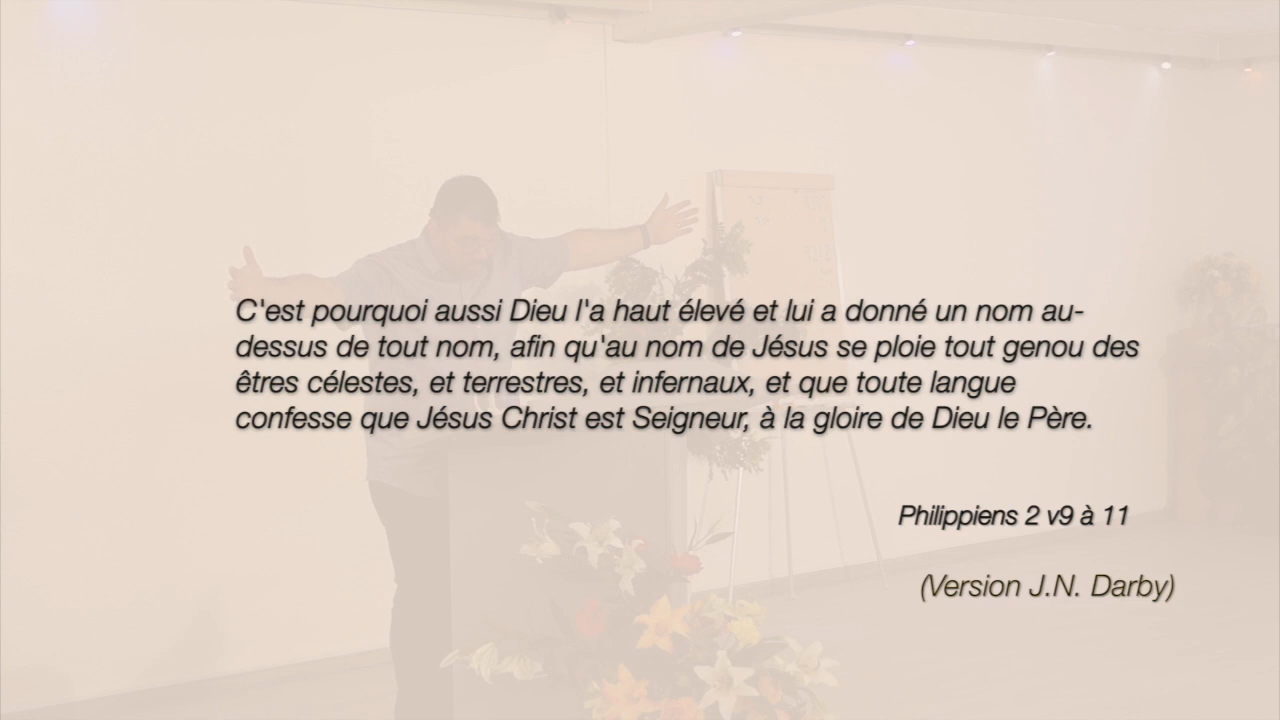 C'est pourquoi aussi Dieu l'a haut élevé et lui a donné un nom au-
dessus de tout nom, afin qu'au nom de Jésus se ploie tout genou des
êtres célestes, et terrestres, et infernaux, et que toute langue
confesse que Jésus Christ est Seigneur, à la gloire de Dieu le Père.
Philippiens 2 v9 à 11
(Version J.N. Darby)